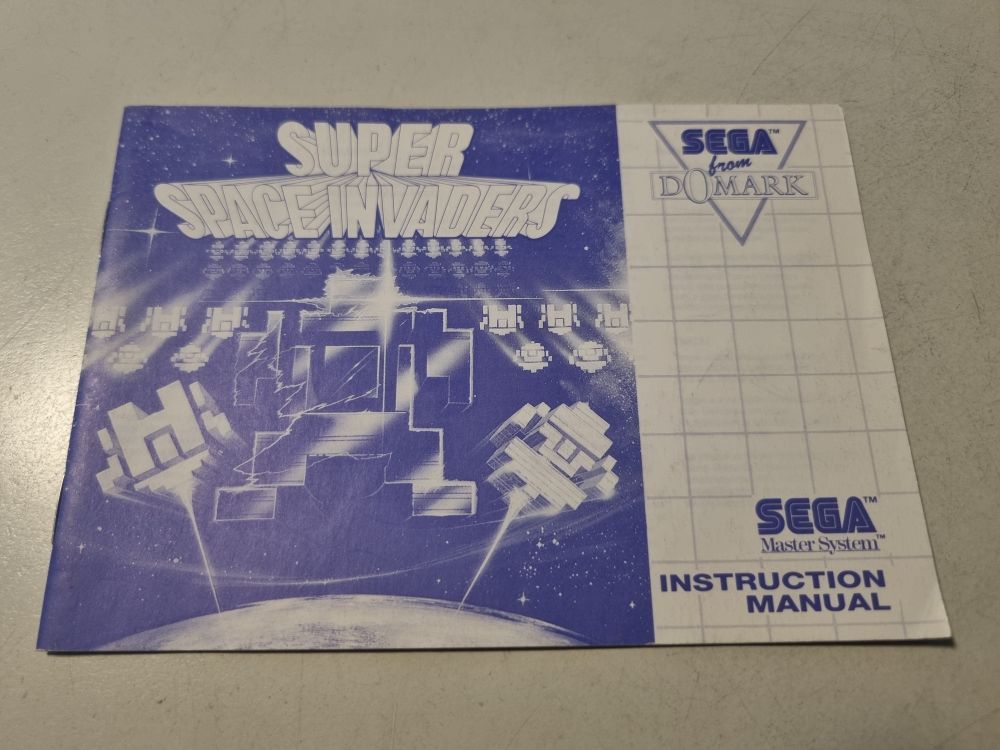 SUPER
SPACE INVADERS
SEGA™
from
DOMARK
SEGA™
Master System™
INSTRUCTION
MANUAL